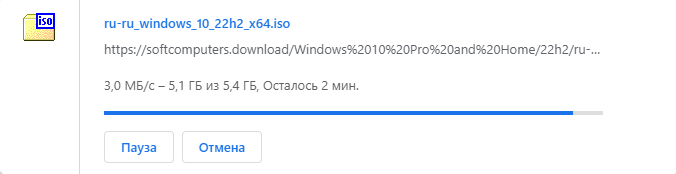 iso
ru-ru_windows_10_22h2_x64.iso
https://softcomputers.download/Windows%2010%20Pro%20and%20Home/22h2/ru-...
3,0 МБ/с – 5,1 ГБ из 5,4 ГБ, Осталось 2 мин.
Пауза
Отмена